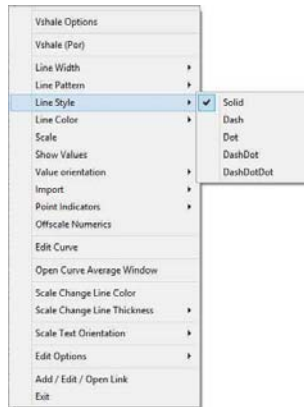 Vshale Options
Vshale (Por)
Line Width
Line Pattern
Line Style
Line Color
Scale
Show Values
Value orientation
Import
Point Indicators
Offscale Numerics
Edit Curve
Open Curve Average Window
Scale Change Line Color
Scale Change Line Thickness
Scale Text Orientation
Edit Options
Add / Edit / Open Link
Exit
Solid
Dash
Dot
DashDot
DashDotDot